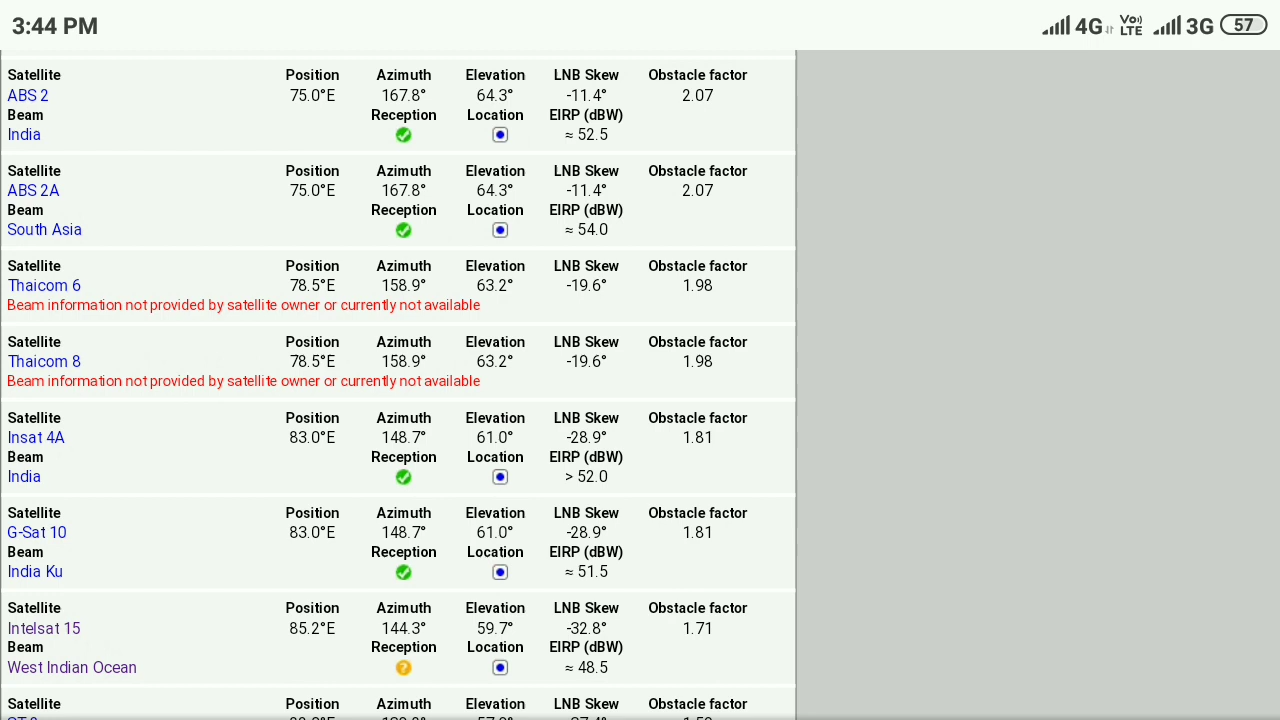 3:44 PM 4G Vo) LTE 3G 57
Satellite Position Azimuth Elevation LNB Skew Obstacle factor
ABS 2 75.0°E 167.8° 64.3° -11.4° 2.07
Beam Reception Location EIRP (dBW)
India ≈ 52.5
Satellite Position Azimuth Elevation LNB Skew Obstacle factor
ABS 2A 75.0°E 167.8° 64.3° -11.4° 2.07
Beam Reception Location EIRP (dBW)
South Asia ≈ 54.0
Satellite Position Azimuth Elevation LNB Skew Obstacle factor
Thaicom 6 78.5°E 158.9° 63.2° -19.6° 1.98
Beam information not provided by satellite owner or currently not available
Satellite Position Azimuth Elevation LNB Skew Obstacle factor
Thaicom 8 78.5°E 158.9° 63.2° -19.6° 1.98
Beam information not provided by satellite owner or currently not available
Satellite Position Azimuth Elevation LNB Skew Obstacle factor
Insat 4A 83.0°E 148.7° 61.0° -28.9° 1.81
Beam Reception Location EIRP (dBW)
India > 52.0
Satellite Position Azimuth Elevation LNB Skew Obstacle factor
G-Sat 10 83.0°E 148.7° 61.0° -28.9° 1.81
Beam Reception Location EIRP (dBW)
India Ku ≈ 51.5
Satellite Position Azimuth Elevation LNB Skew Obstacle factor
Intelsat 15 85.2°E 144.3° 59.7° -32.8° 1.71
Beam Reception Location EIRP (dBW)
West Indian Ocean ? ≈ 48.5
Satellite Position Azimuth Elevation LNB Skew Obstacle factor